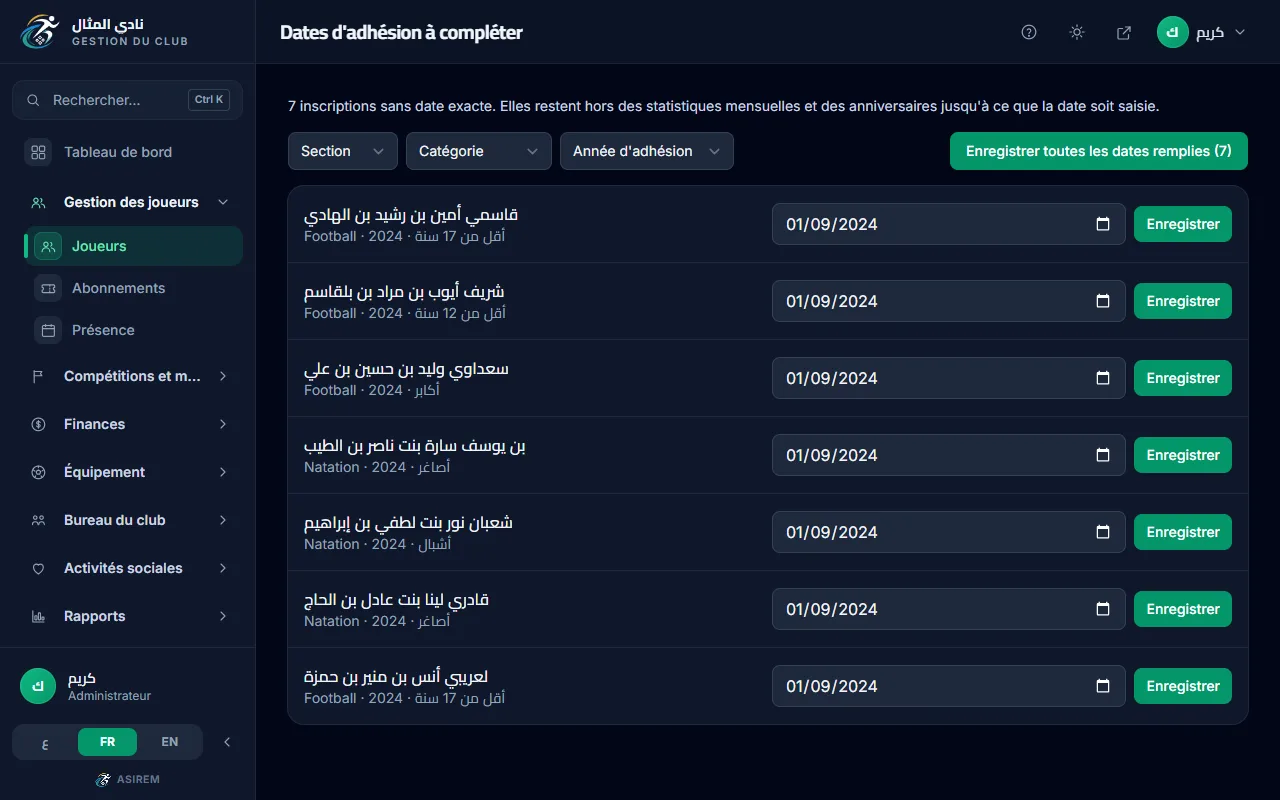 نادي المثال
GESTION DU CLUB
Rechercher...
Ctrl K
Tableau de bord
Gestion des joueurs
Joueurs
Abonnements
Présence
Compétitions et m...
Finances
Équipement
Bureau du club
Activités sociales
Rapports
ك
كريم
Administrateur
ع
FR
EN
ASIREM
Dates d'adhésion à compléter
ك
كريم
7 inscriptions sans date exacte. Elles restent hors des statistiques mensuelles et des anniversaires jusqu'à ce que la date soit saisie.
Section
Catégorie
Année d'adhésion
Enregistrer toutes les dates remplies (7)
قاسمي أمين بن رشيد بن الهادي
Football · 2024 · أقل من 17 سنة
01/09/2024
Enregistrer
شريف أيوب بن مراد بن بلقاسم
Football · 2024 · أقل من 12 سنة
01/09/2024
Enregistrer
سعداوي وليد بن حسين بن علي
Football · 2024 · أكابر
01/09/2024
Enregistrer
بن يوسف سارة بنت ناصر بن الطيب
Natation · 2024 · أصاغر
01/09/2024
Enregistrer
شعبان نور بنت لطفي بن إبراهيم
Natation · 2024 · أشبال
01/09/2024
Enregistrer
قادري لينا بنت عادل بن الحاج
Natation · 2024 · أصاغر
01/09/2024
Enregistrer
لعريبي أنس بن منير بن حمزة
Football · 2024 · أقل من 17 سنة
01/09/2024
Enregistrer